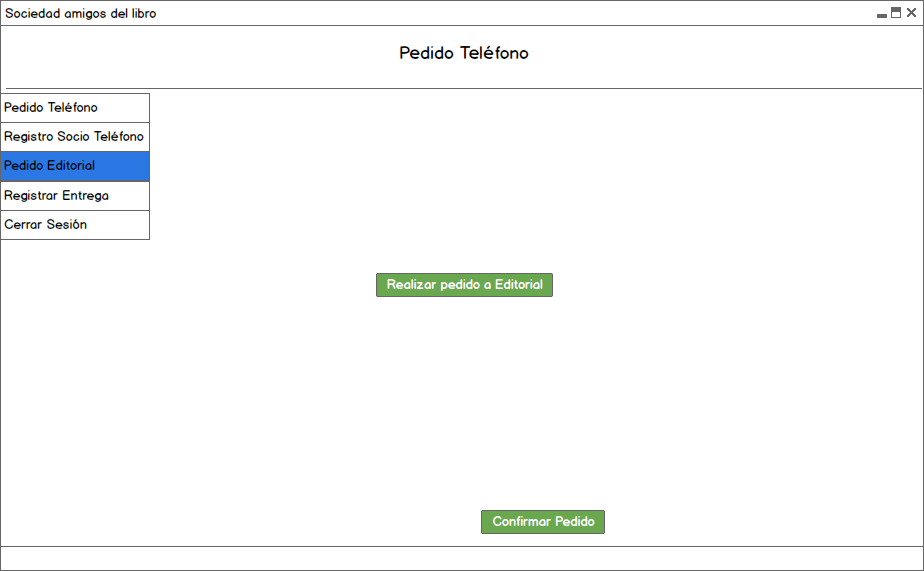 Sociedad amigos del libro
Pedido Teléfono
Pedido Teléfono
Registro Socio Teléfono
Pedido Editorial
Registrar Entrega
Cerrar Sesión
Realizar pedido a Editorial
Confirmar Pedido